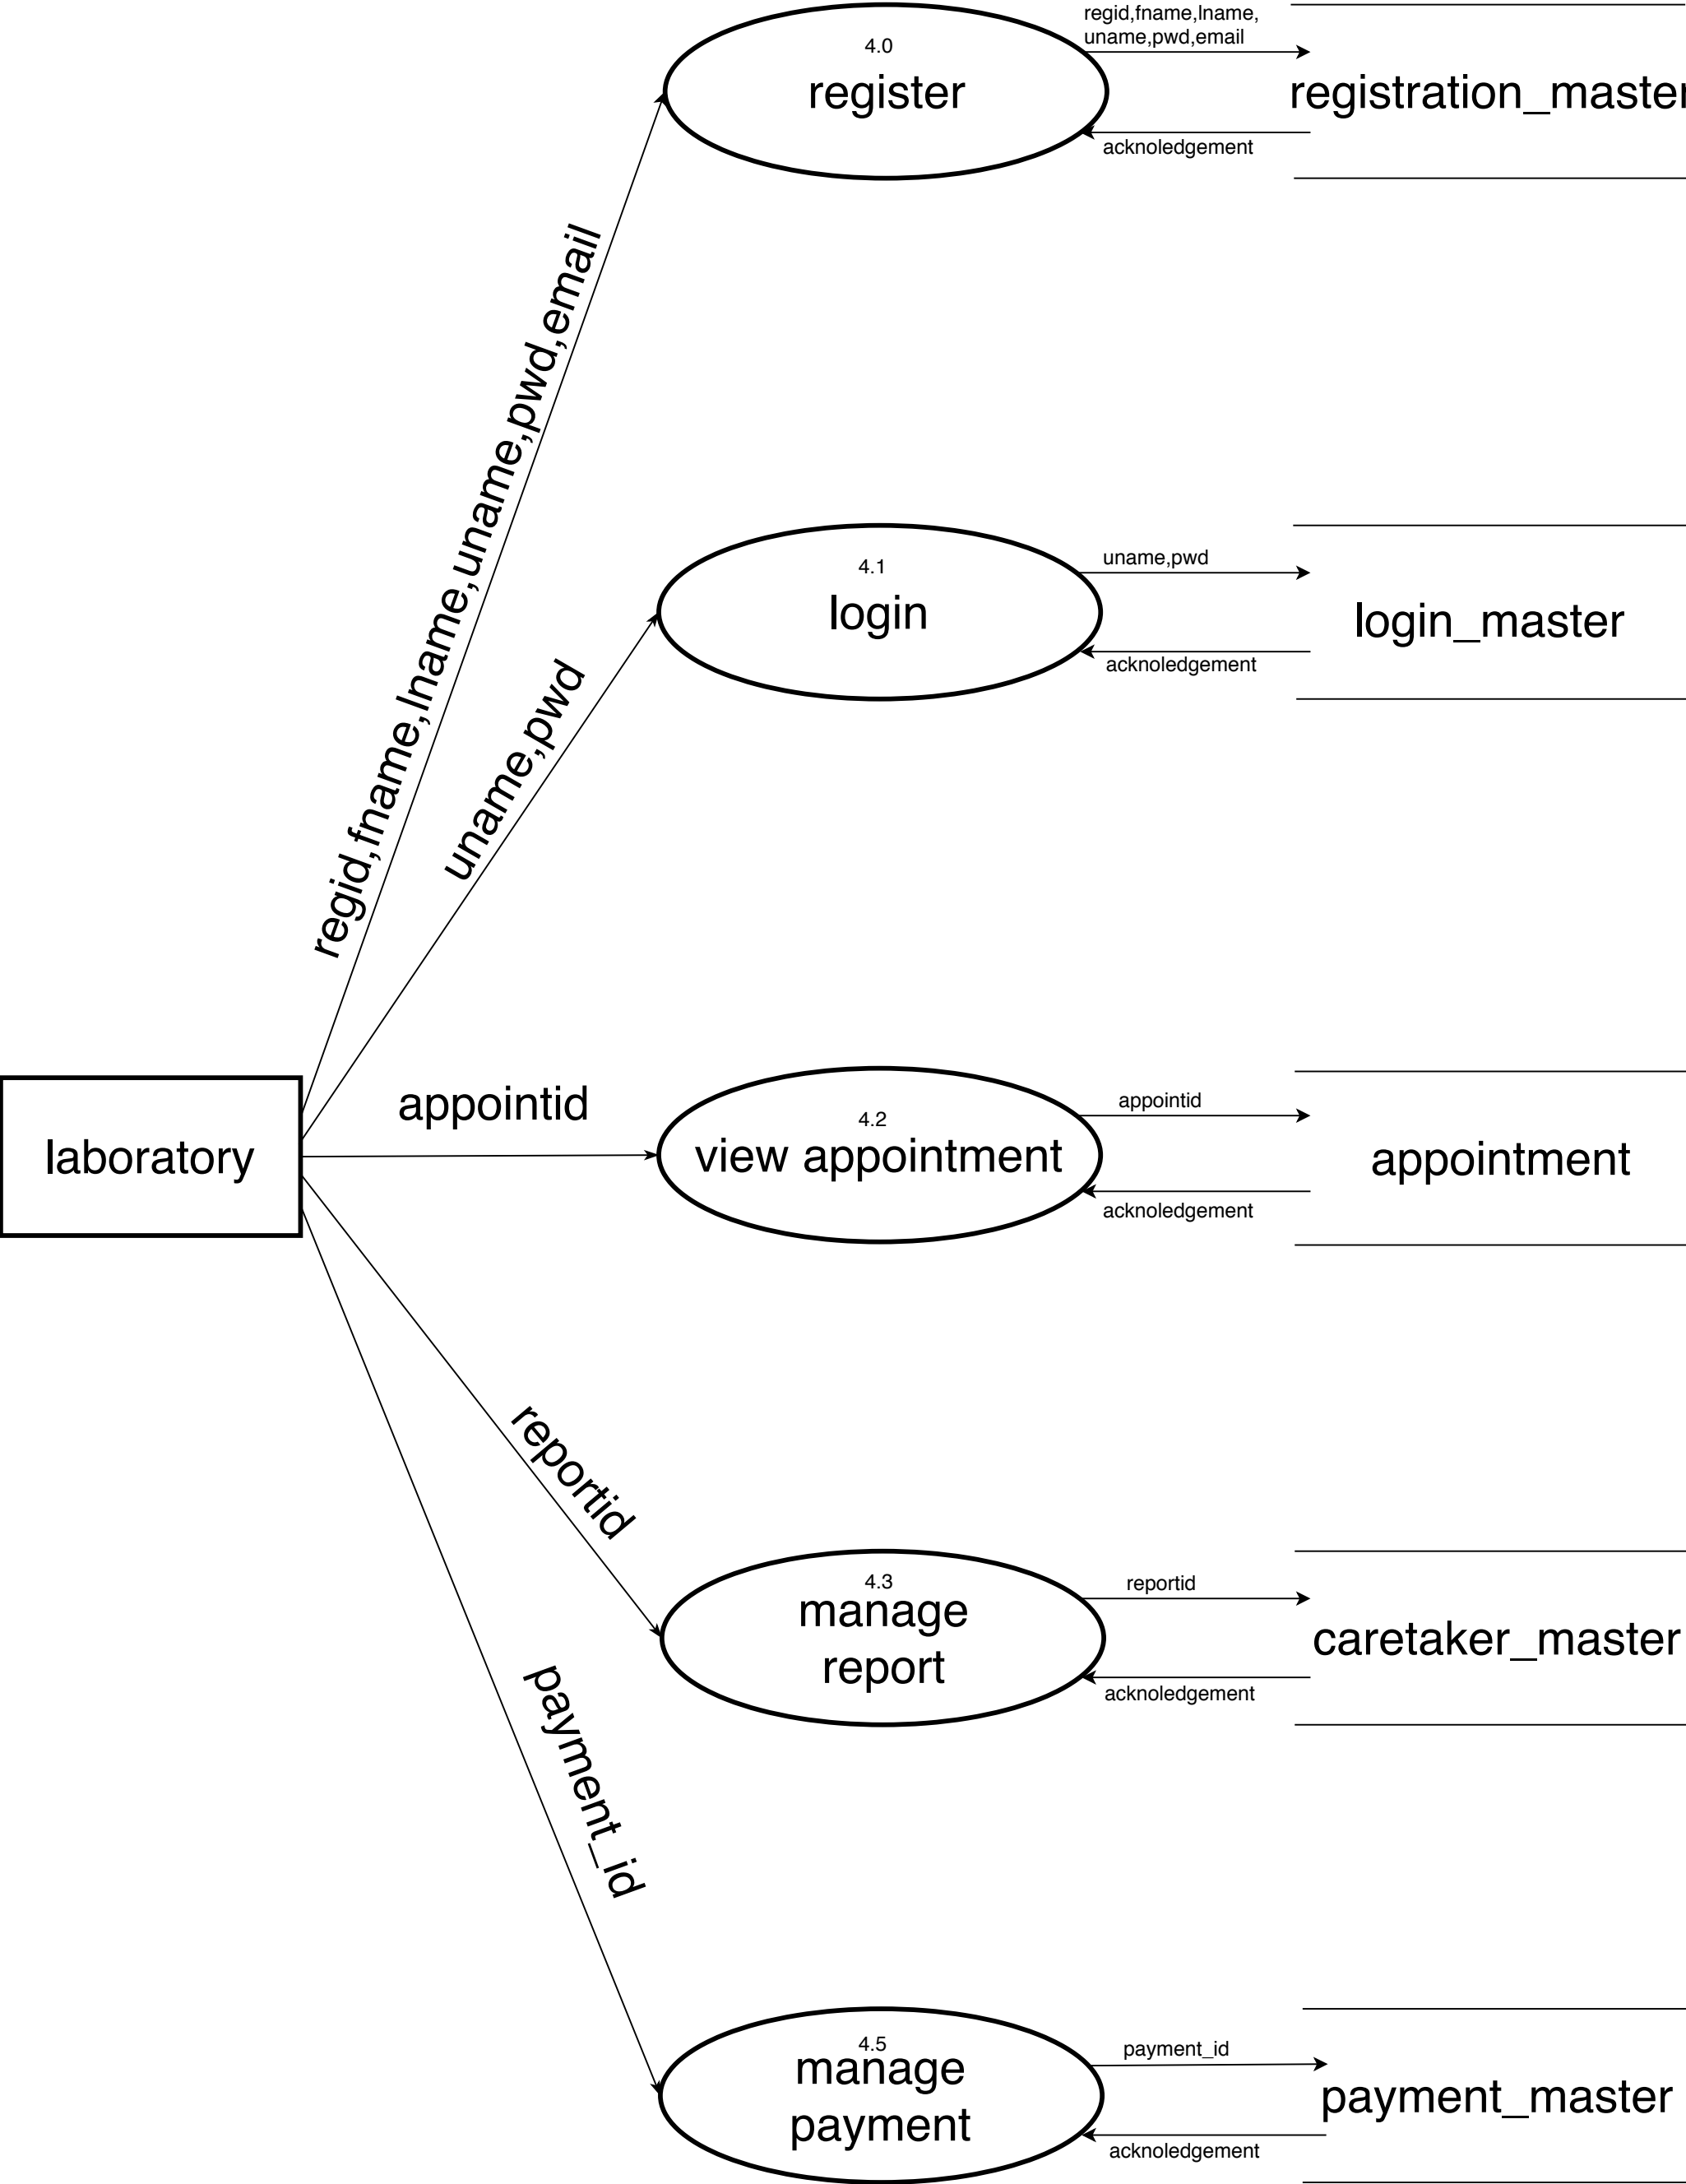 regid,fname,lname,
uname,pwd,email
4.0
register
registration_master
acknoledgement
regid,fname,lname,uname,pwd,email
4.1
login
uname,pwd
login_master
acknoledgement
uname,pwd
laboratory
appointid
4.2
view appointment
appointid
appointment
acknoledgement
reportid
4.3
manage
report
reportid
caretaker_master
acknoledgement
payment_id
4.5
manage
payment
payment_id
payment_master
acknoledgement